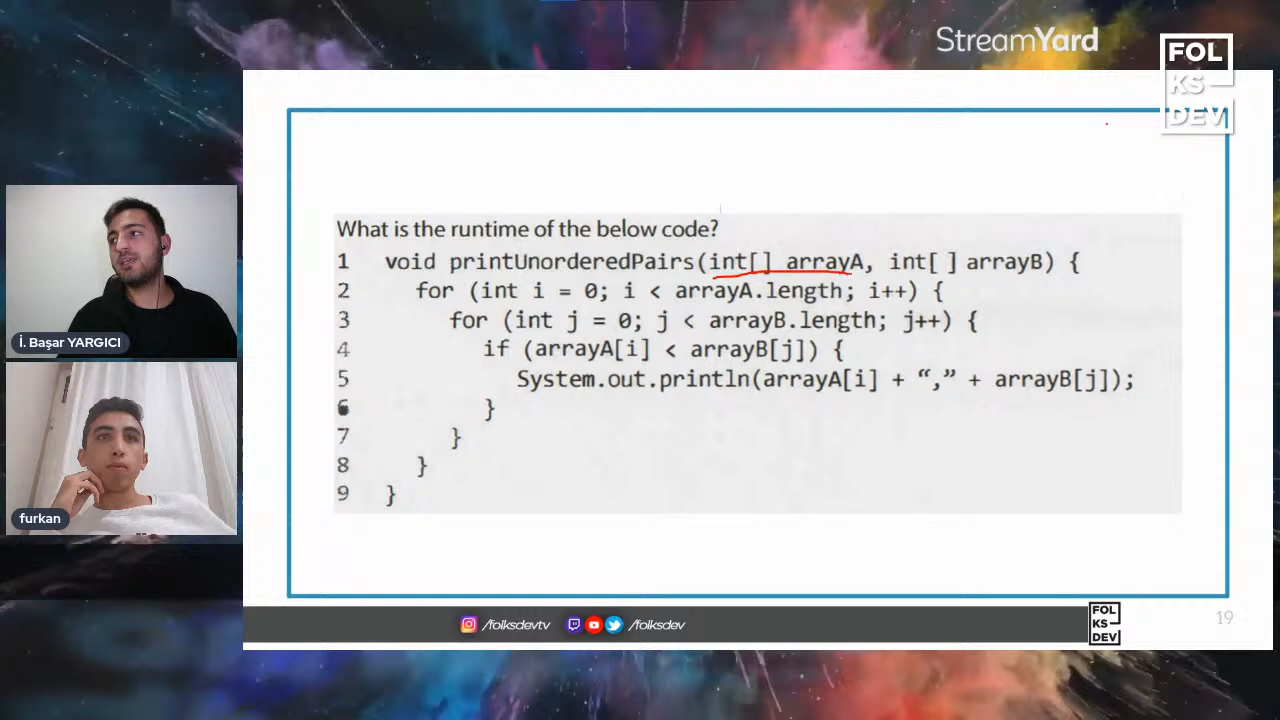 StreamYard
FOL
KS
DEV
What is the runtime of the below code?
1 void printUnorderedPairs(int[] arrayA, int[ ] arrayB) {
2 for (int i = 0; i < arrayA.length; i++) {
3 for (int j = 0; j < arrayB.length; j++) {
4 if (arrayA[i] < arrayB[j]) {
5 System.out.println(arrayA[i] + “,” + arrayB[j]);
6 }
7 }
8 }
9 }
İ. Başar YARGICI
furkan
/folksdevtv /folksdev
FOL
KS
DEV
19